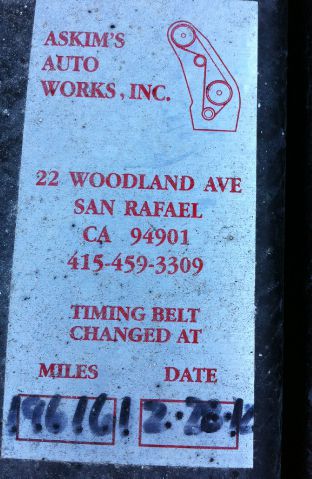 ASKIM'S
AUTO
WORKS, INC.
22 WOODLAND AVE
SAN RAFAEL
CA 94901
415-459-3309
TIMING BELT
CHANGED AT
MILES DATE
196161